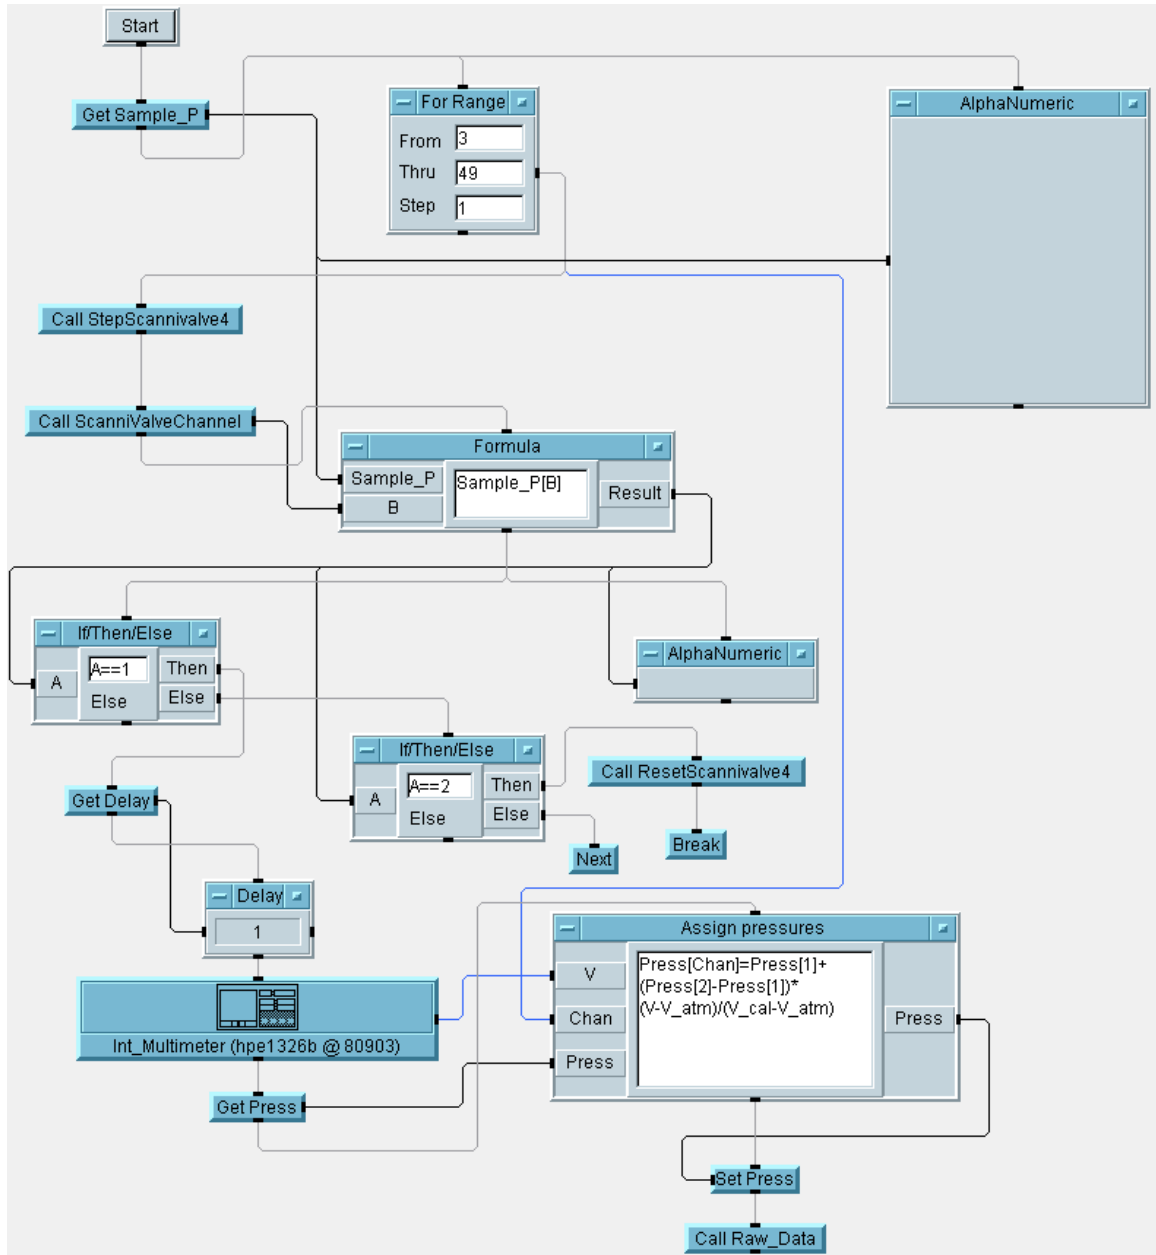 Start
Get Sample_P
For Range
From 3
Thru 49
Step 1
AlphaNumeric
Call StepScannivalve4
Call ScanniValveChannel
Formula
Sample_P
B
Sample_P[B]
Result
If/Then/Else
A
A==1
Else
Then
Else
AlphaNumeric
If/Then/Else
A
A==2
Else
Then
Else
Call ResetScannivalve4
Break
Next
Get Delay
Delay
1
Int_Multimeter (hpe1326b @ 80903)
Get Press
Assign pressures
V
Chan
Press
Press[Chan]=Press[1]+
(Press[2]-Press[1])*
(V-V_atm)/(V_cal-V_atm)
Press
Set Press
Call Raw_Data